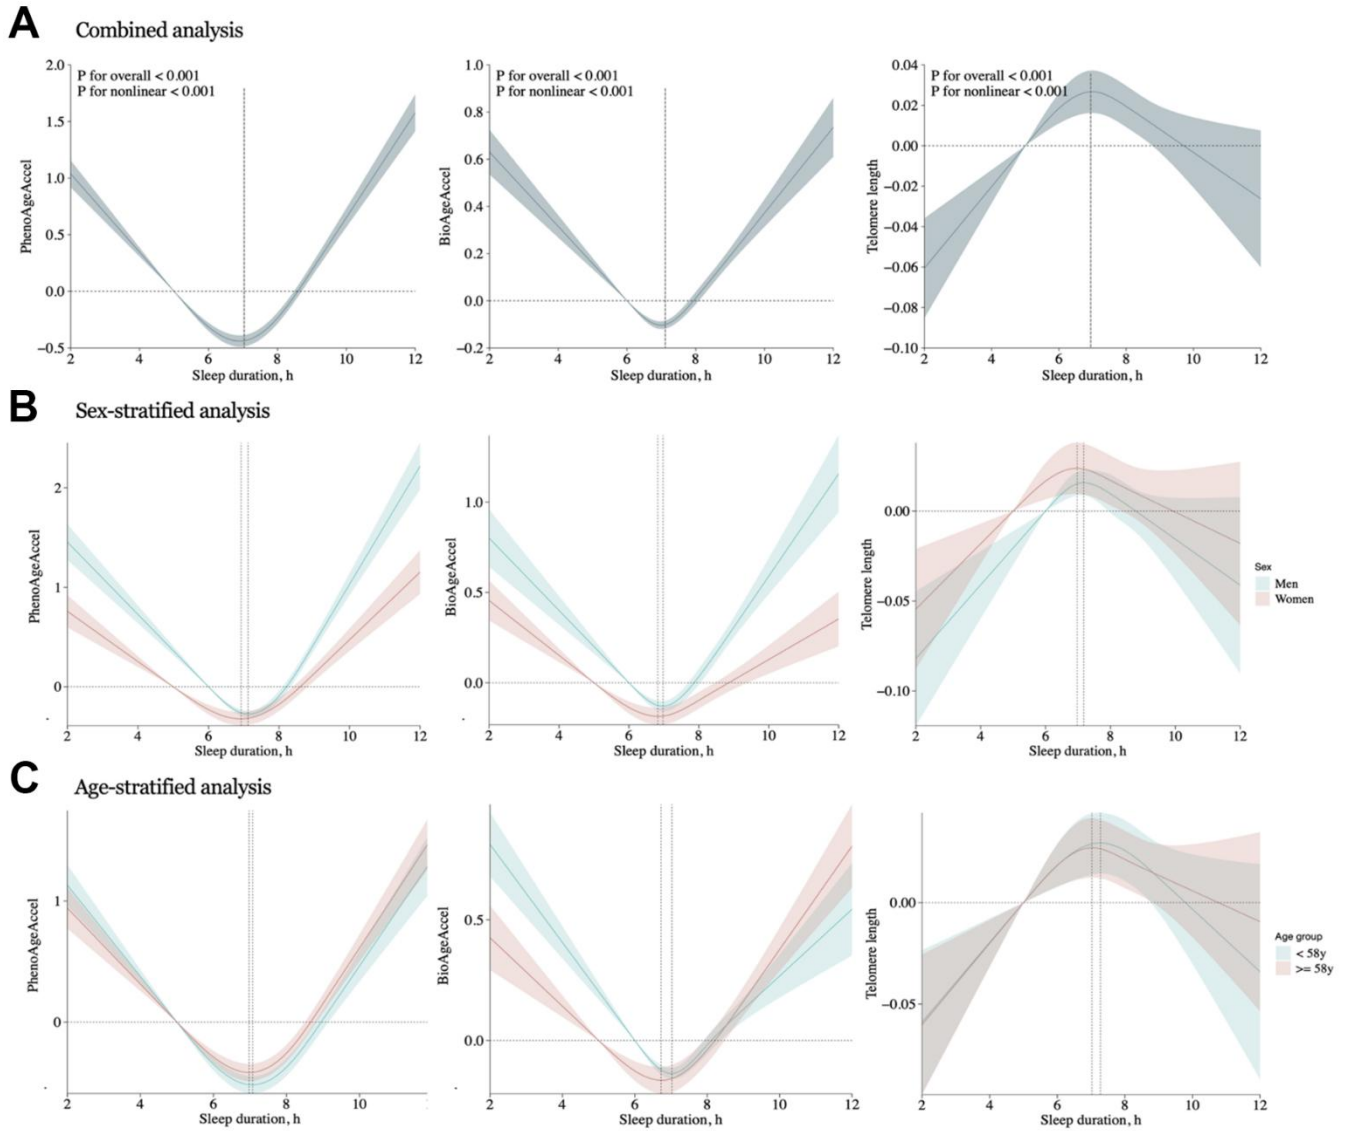 A
Combined analysis
P for overall < 0.001
P for nonlinear < 0.001
PhenoAgeAccel
2.0
1.5
1.0
0.5
0.0
−0.5
2 4 6 8 10 12
Sleep duration, h
P for overall < 0.001
P for nonlinear < 0.001
BioAgeAccel
1.0
0.8
0.6
0.4
0.2
0.0
−0.2
2 4 6 8 10 12
Sleep duration, h
P for overall < 0.001
P for nonlinear < 0.001
Telomere length
0.04
0.02
0.00
−0.02
−0.04
−0.06
−0.08
−0.10
2 4 6 8 10 12
Sleep duration, h
B
Sex-stratified analysis
PhenoAgeAccel
2
1
0
2 4 6 8 10 12
Sleep duration, h
BioAgeAccel
1.0
0.5
0.0
2 4 6 8 10 12
Sleep duration, h
Telomere length
0.00
−0.05
−0.10
2 4 6 8 10 12
Sleep duration, h
Sex
Men
Women
C
Age-stratified analysis
PhenoAgeAccel
1
0
2 4 6 8 10
Sleep duration, h
BioAgeAccel
0.5
0.0
2 4 6 8 10 12
Sleep duration, h
Telomere length
0.00
−0.05
2 4 6 8 10 12
Sleep duration, h
Age group
< 58y
>= 58y